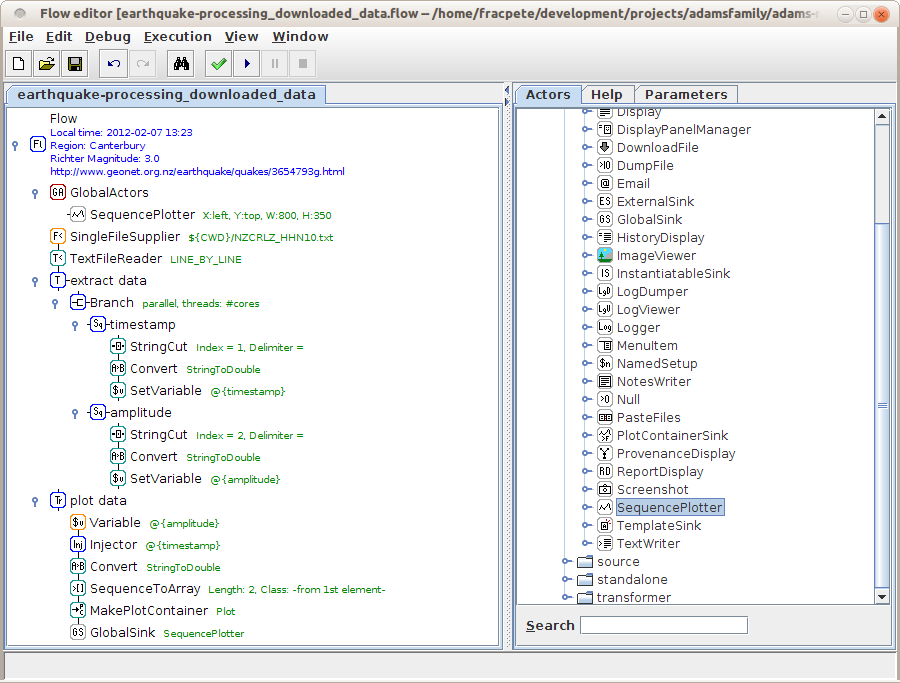 Flow editor [earthquake-processing_downloaded_data.flow – /home/fracpete/development/projects/adamsfamily/adams-
File Edit Debug Execution View Window
earthquake-processing_downloaded_data
Flow
Local time: 2012-02-07 13:23
Region: Canterbury
Richter Magnitude: 3.0
http://www.geonet.org.nz/earthquake/quakes/3654793g.html
GlobalActors
SequencePlotter X:left, Y:top, W:800, H:350
SingleFileSupplier ${CWD}/NZCRLZ_HHN10.txt
TextFileReader LINE_BY_LINE
extract data
Branch parallel, threads: #cores
timestamp
StringCut Index = 1, Delimiter =
Convert StringToDouble
SetVariable @{timestamp}
amplitude
StringCut Index = 2, Delimiter =
Convert StringToDouble
SetVariable @{amplitude}
plot data
Variable @{amplitude}
Injector @{timestamp}
Convert StringToDouble
SequenceToArray Length: 2, Class: -from 1st element-
MakePlotContainer Plot
GlobalSink SequencePlotter
Actors Help Parameters
Display
DisplayPanelManager
DownloadFile
DumpFile
Email
ExternalSink
GlobalSink
HistoryDisplay
ImageViewer
InstantiatableSink
LogDumper
LogViewer
Logger
MenuItem
NamedSetup
NotesWriter
Null
PasteFiles
PlotContainerSink
ProvenanceDisplay
ReportDisplay
Screenshot
SequencePlotter
TemplateSink
TextWriter
source
standalone
transformer
Search